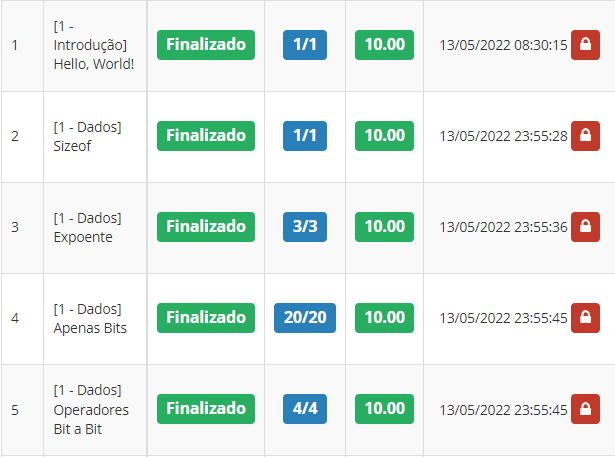 1
[1 -
Introdução]
Hello, World!
Finalizado
1/1
10.00
13/05/2022 08:30:15
2
[1 - Dados]
Sizeof
Finalizado
1/1
10.00
13/05/2022 23:55:28
3
[1 - Dados]
Expoente
Finalizado
3/3
10.00
13/05/2022 23:55:36
4
[1 - Dados]
Apenas Bits
Finalizado
20/20
10.00
13/05/2022 23:55:45
5
[1 - Dados]
Operadores
Bit a Bit
Finalizado
4/4
10.00
13/05/2022 23:55:45